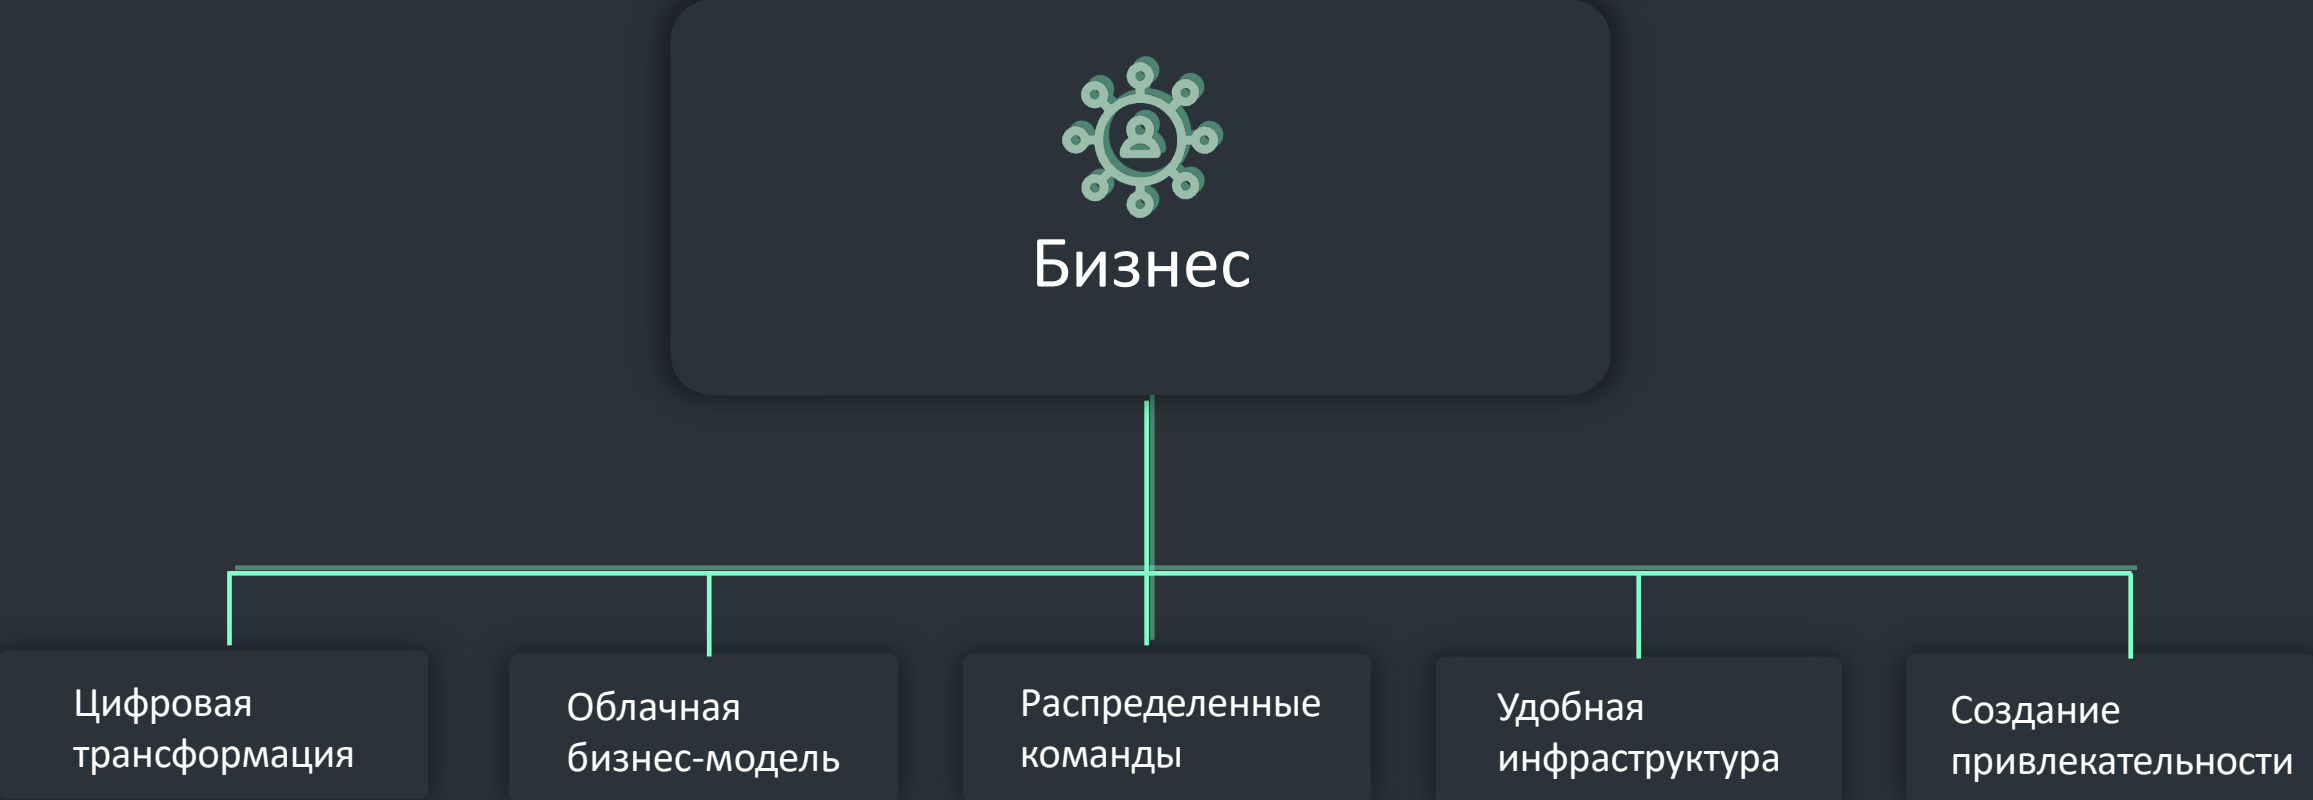 Бизнес
Цифровая
трансформация
Облачная
бизнес-модель
Распределенные
команды
Удобная
инфраструктура
Создание
привлекательности